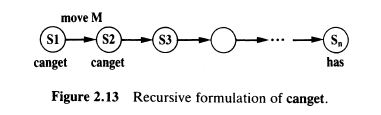 move M
S1 S2 S3 ··· Sn
canget canget has
Figure 2.13 Recursive formulation of canget.